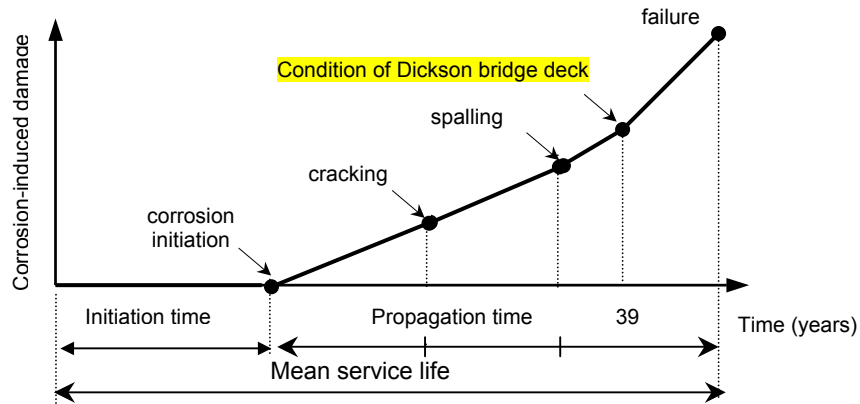 failure
Condition of Dickson bridge deck
spalling
cracking
corrosion
initiation
Corrosion-induced damage
Initiation time
Propagation time
39
Time (years)
Mean service life